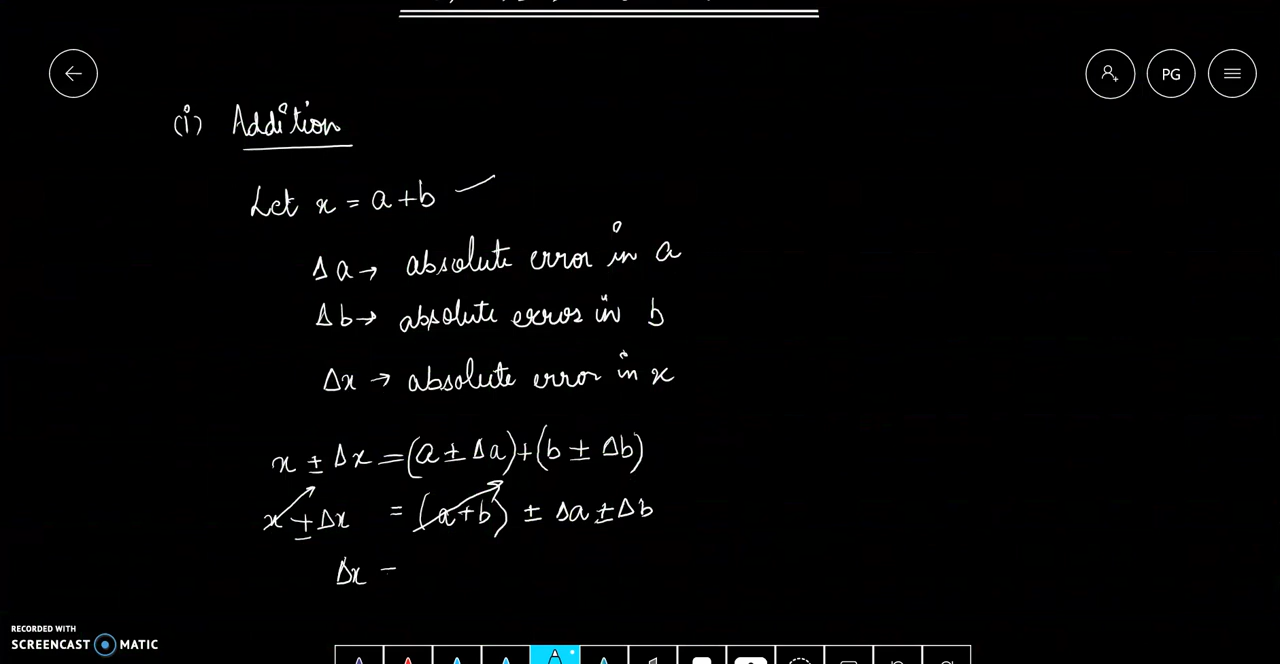 PG
(i) Addition
Let x = a+b
Δa → absolute error in a
Δb → absolute error in b
Δx → absolute error in x
x ± Δx = (a ± Δa)+(b ± Δb)
x ± Δx = (a+b) ± Δa ± Δb
Δx =
RECORDED WITH
SCREENCAST MATIC